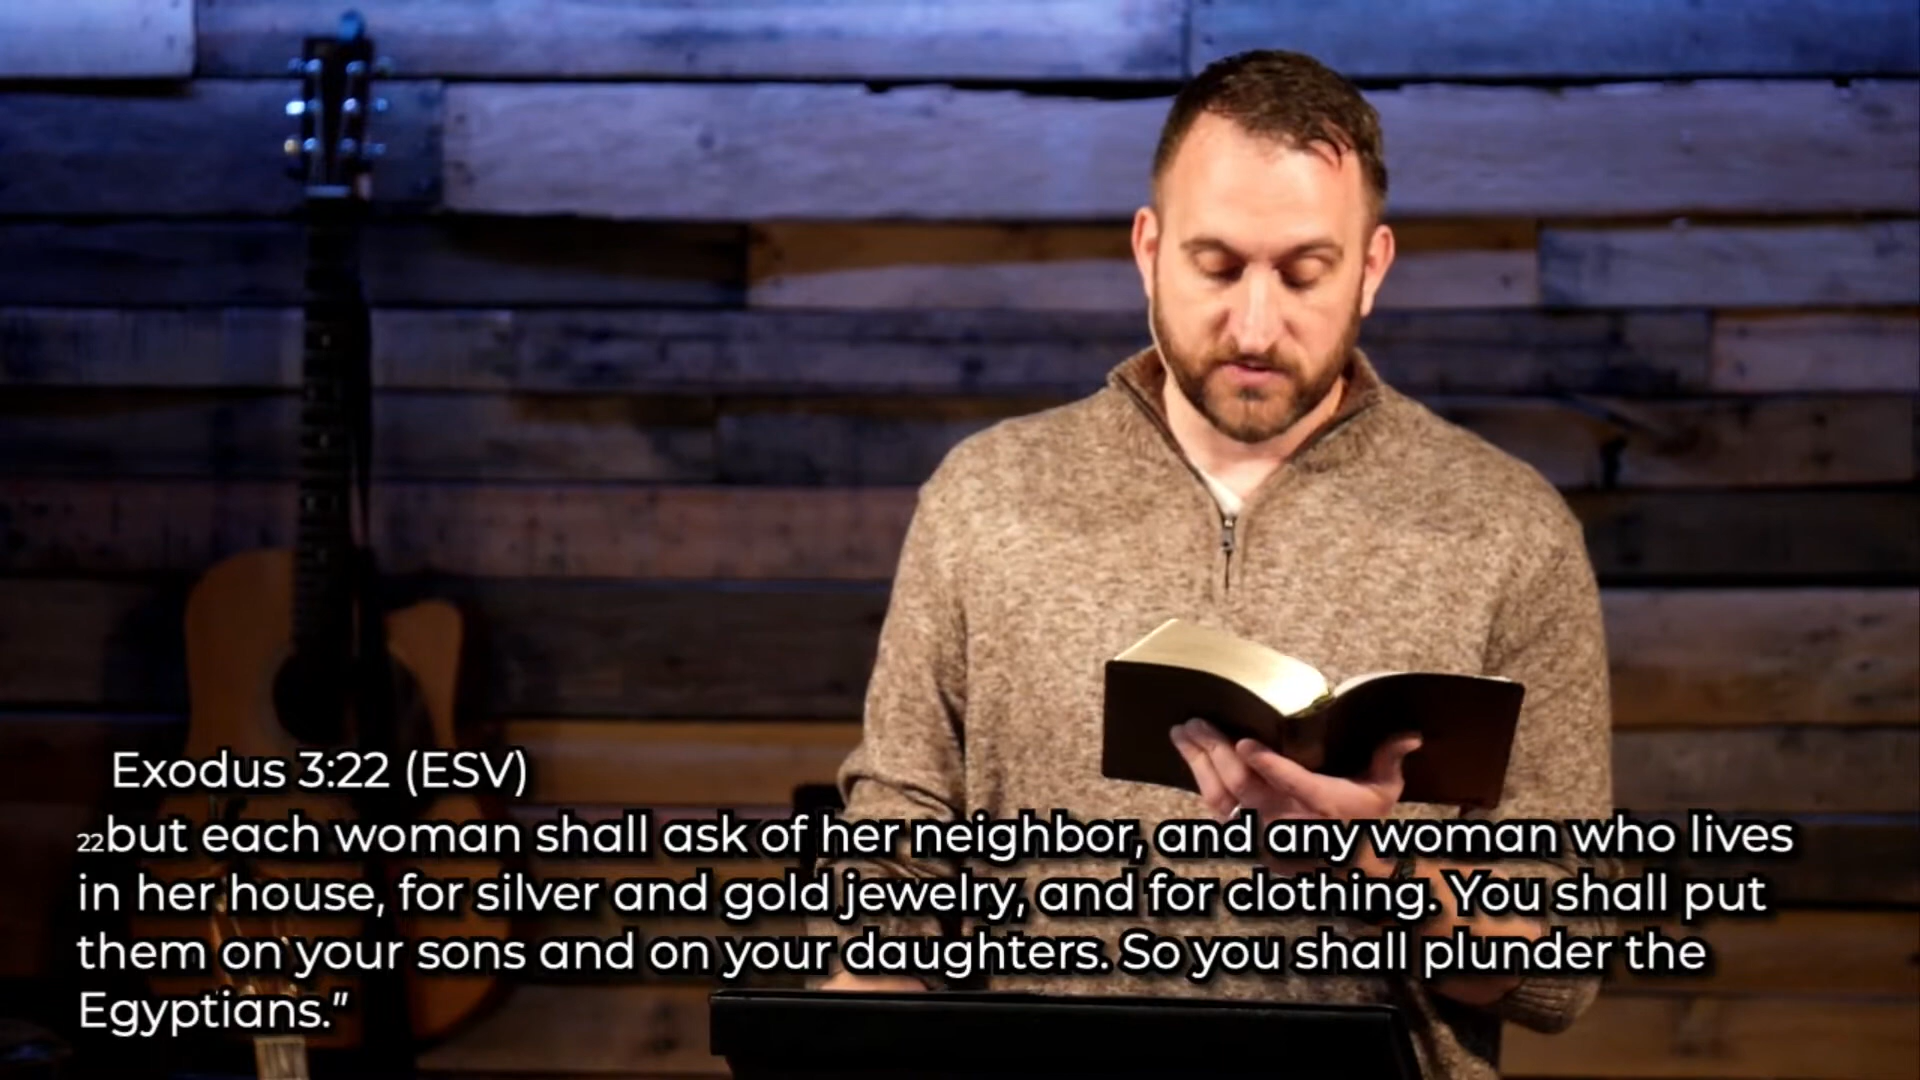 Exodus 3:22 (ESV)
22but each woman shall ask of her neighbor, and any woman who lives
in her house, for silver and gold jewelry, and for clothing. You shall put
them on your sons and on your daughters. So you shall plunder the
Egyptians.”